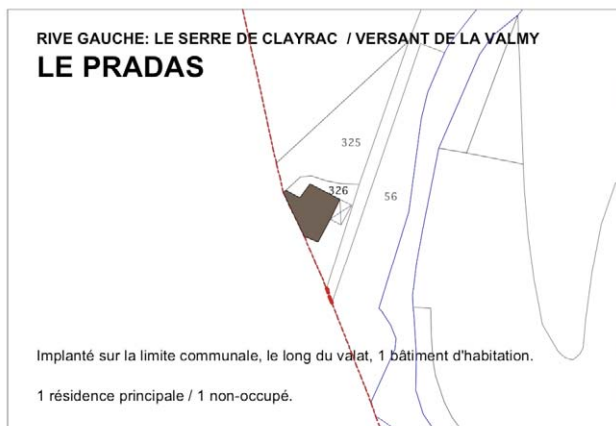 RIVE GAUCHE: LE SERRE DE CLAYRAC / VERSANT DE LA VALMY
LE PRADAS
325
326
56
Implanté sur la limite communale, le long du valat, 1 bâtiment d'habitation.
1 résidence principale / 1 non-occupé.